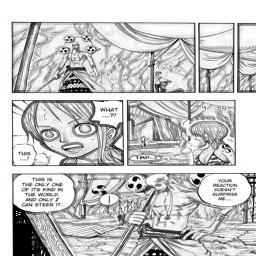 WHAT
...?!
THIS
...?
TMP...
THIS IS
THE ONLY ONE
OF ITS KIND IN
THE WORLD.
AND ONLY I
CAN STEER IT.
YOUR
REACTION
DOESN'T
SURPRISE
ME...